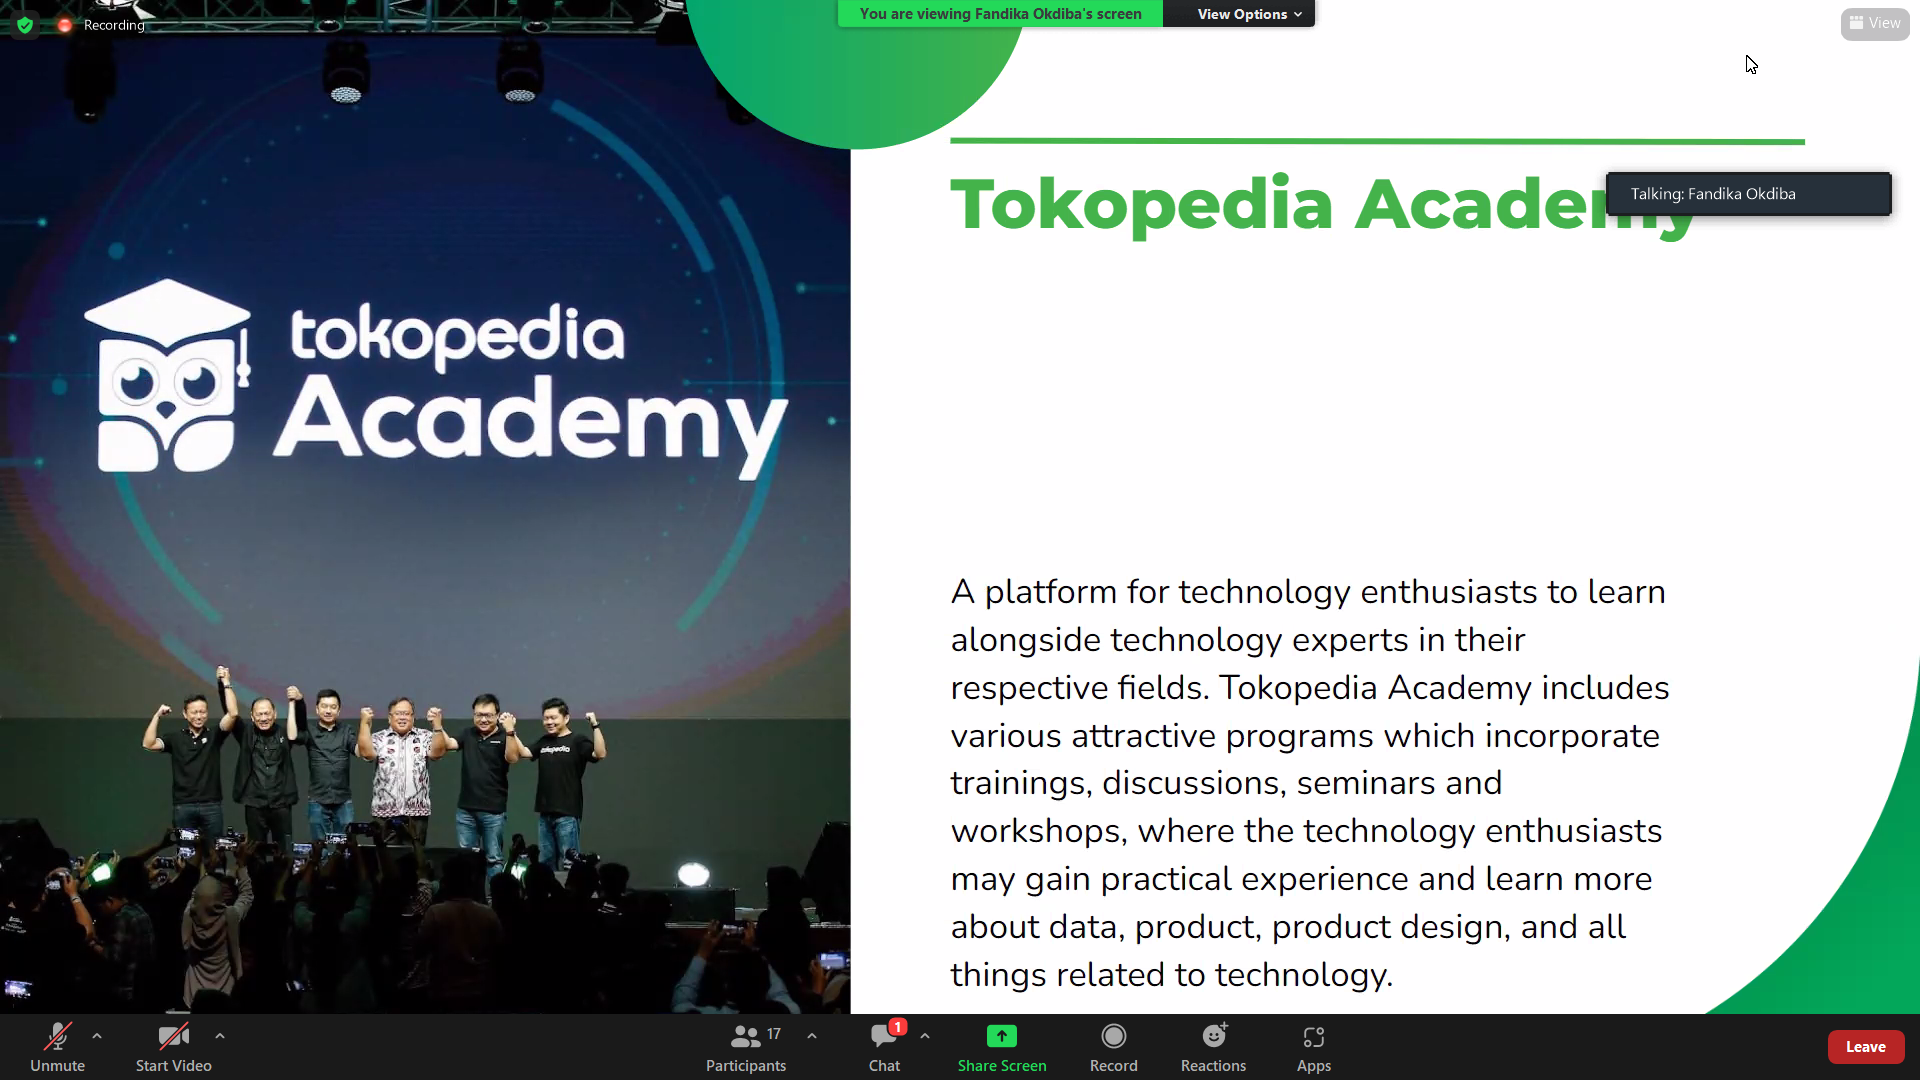 Recording
You are viewing Fandika Okdiba's screen
View Options
View
Tokopedia Academy
Talking: Fandika Okdiba
tokopedia
Academy
tokopedia
A platform for technology enthusiasts to learn
alongside technology experts in their
respective fields. Tokopedia Academy includes
various attractive programs which incorporate
trainings, discussions, seminars and
workshops, where the technology enthusiasts
may gain practical experience and learn more
about data, product, product design, and all
things related to technology.
Unmute
Start Video
17
Participants
1
Chat
Share Screen
Record
Reactions
Apps
Leave